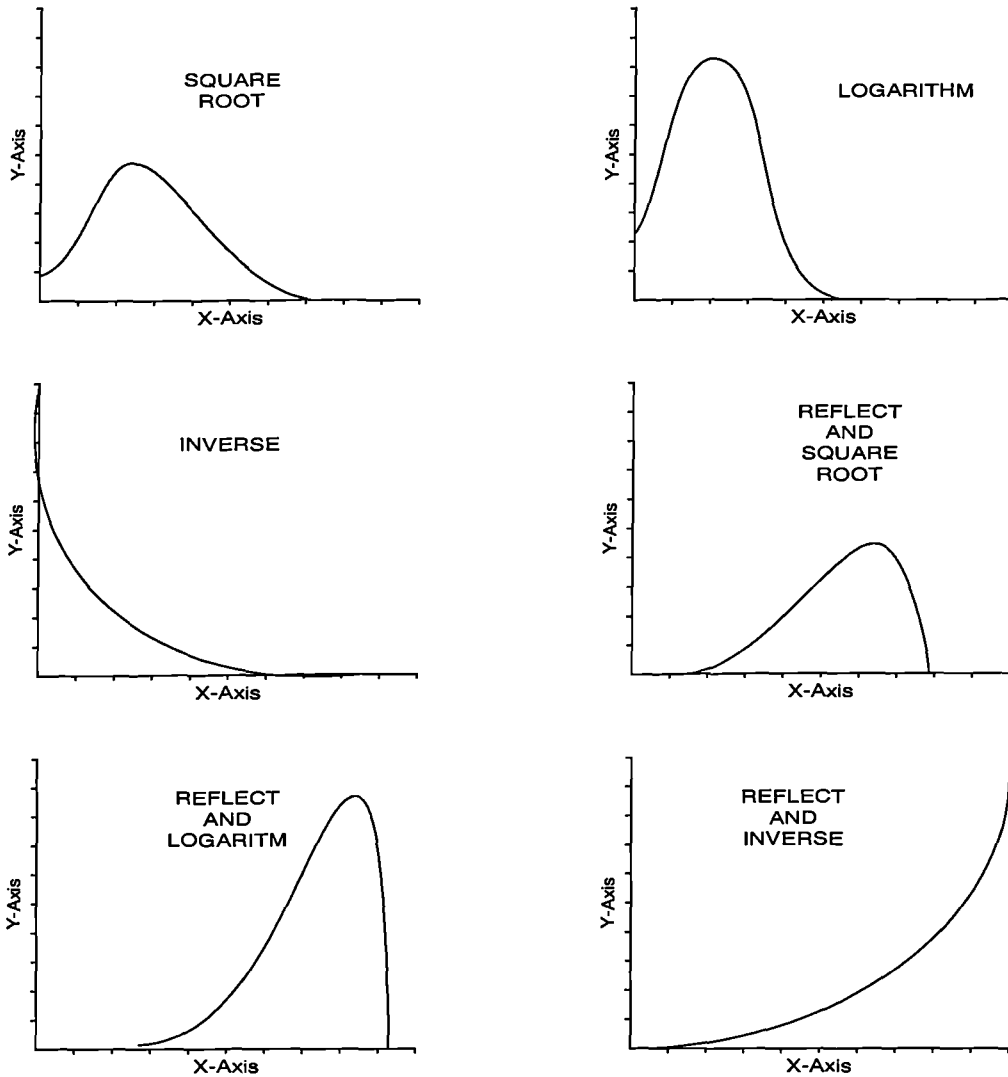 SQUARE
ROOT
Y-Axis
X-Axis
LOGARITHM
Y-Axis
X-Axis
INVERSE
Y-Axis
X-Axis
REFLECT
AND
SQUARE
ROOT
Y-Axis
X-Axis
REFLECT
AND
LOGARITM
Y-Axis
X-Axis
REFLECT
AND
INVERSE
Y-Axis
X-Axis